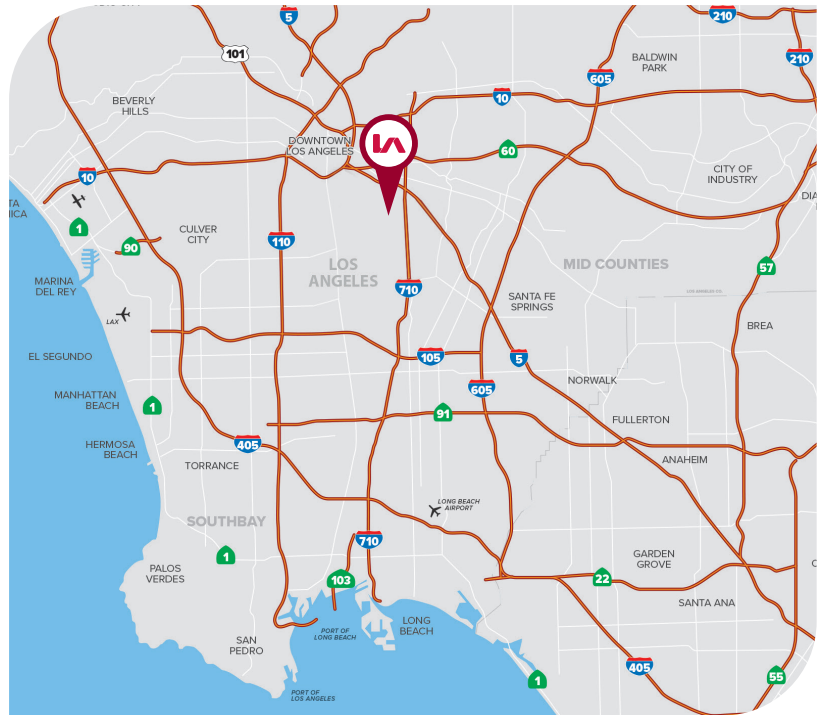 5
210
101
BALDWIN
PARK
210
605
10
BEVERLY
HILLS
DOWNTOWN
LOS ANGELES
60
CITY OF
INDUSTRY
10
1
CULVER
CITY
90
110
LOS
ANGELES
MID COUNTIES
57
MARINA
DEL REY
710
SANTA FE
SPRINGS
LOS ANGELES CO.
LAX
BREA
EL SEGUNDO
105
5
NORWALK
MANHATTAN
BEACH
1
605
91
FULLERTON
HERMOSA
BEACH
405
TORRANCE
ANAHEIM
LONG BEACH
AIRPORT
SOUTHBAY
710
1
GARDEN
GROVE
PALOS
VERDES
103
22
SANTA ANA
LONG
BEACH
PORT OF
LONG BEACH
SAN
PEDRO
405
55
1
PORT OF
LOS ANGELES